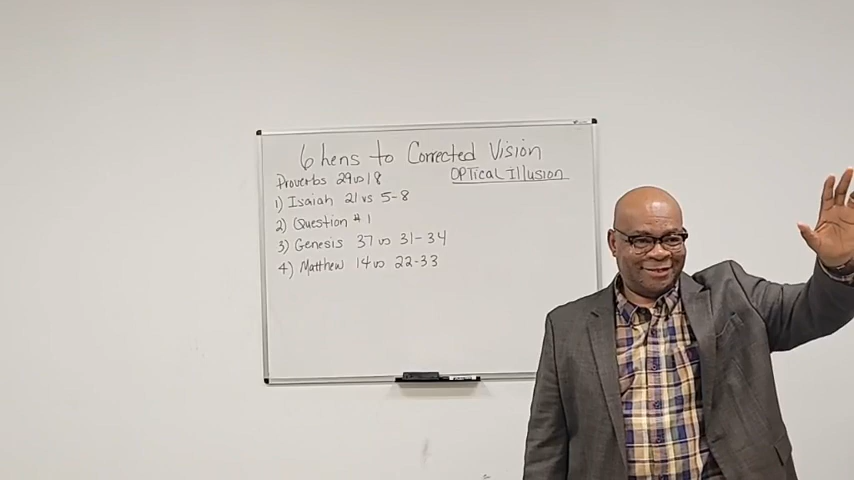 6 Lens to Corrected Vision
Proverbs 29 vs 18
OPTical Illusion
1) Isaiah 21 vs 5-8
2) Question #1
3) Genesis 37 vs 31-34
4) Matthew 14 vs 22-33